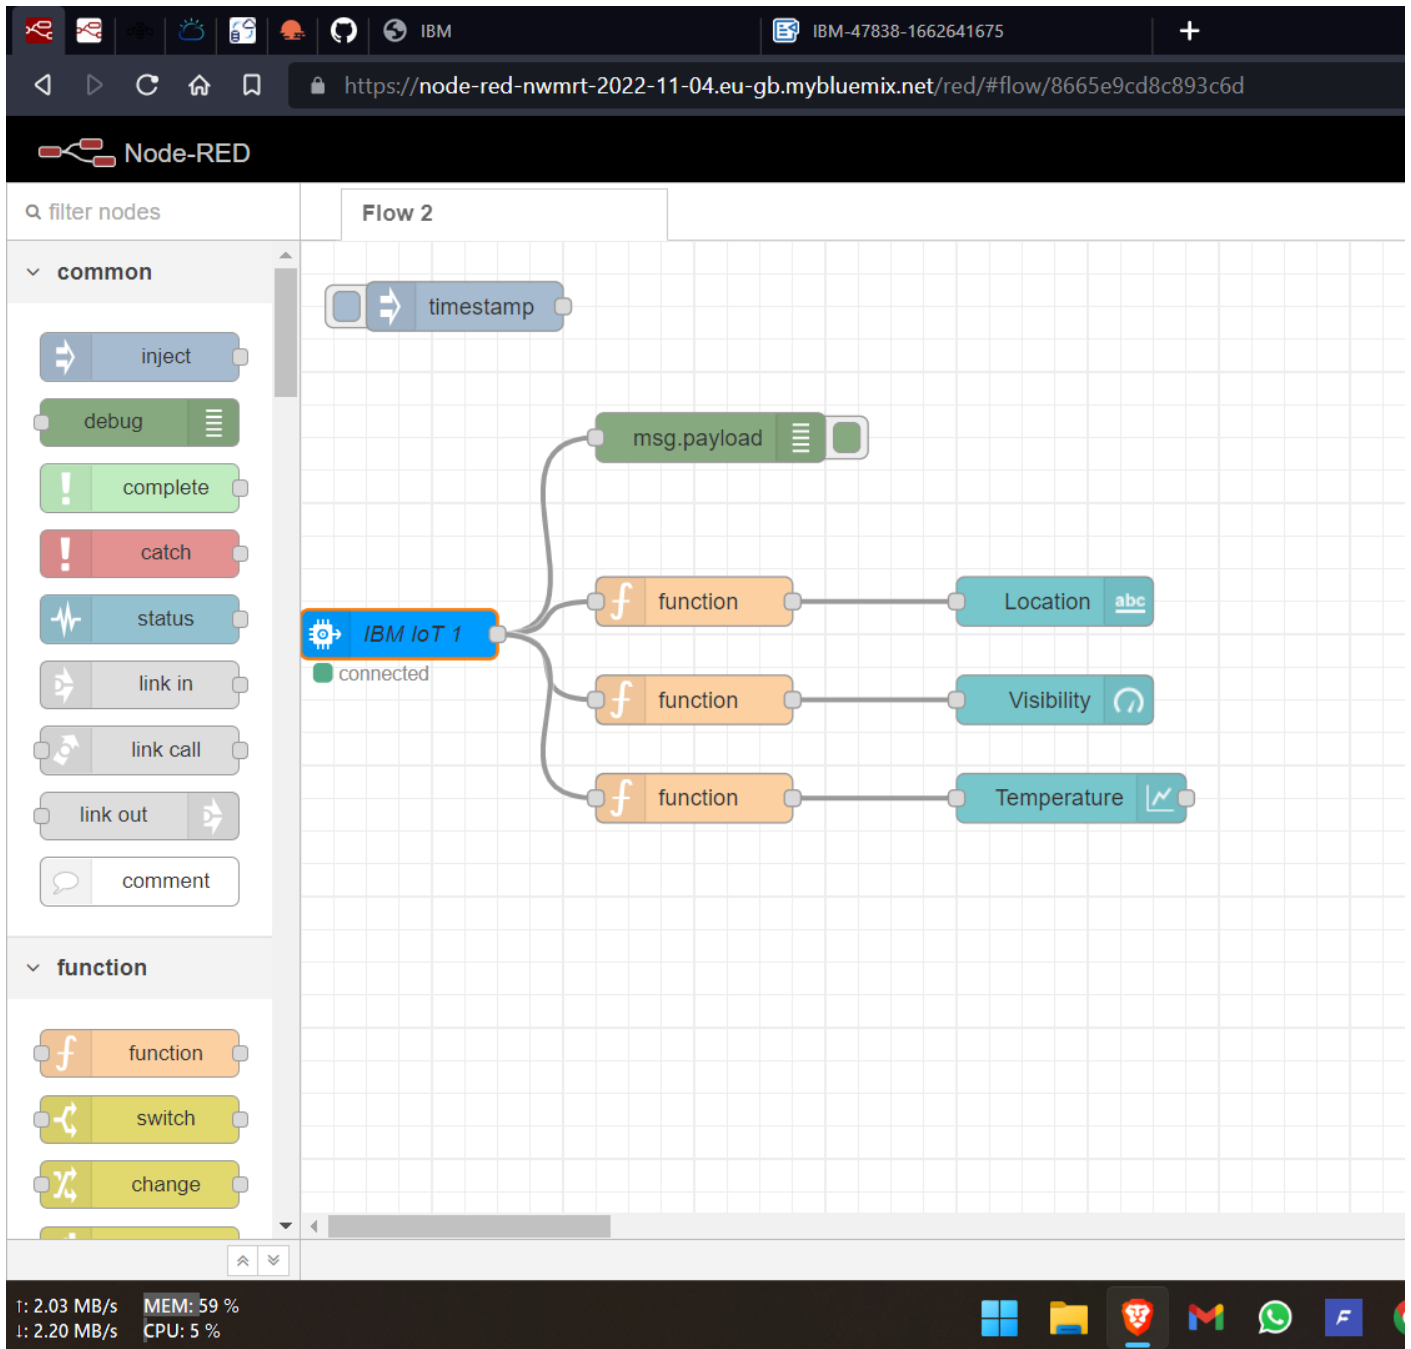 IBM
IBM-47838-1662641675
https://node-red-nwmrt-2022-11-04.eu-gb.mybluemix.net/red/#flow/8665e9cd8c893c6d
Node-RED
filter nodes
Flow 2
common
inject
debug
complete
catch
status
link in
link call
link out
comment
function
function
switch
change
timestamp
msg.payload
IBM IoT 1
connected
function
Location
abc
function
Visibility
function
Temperature
↑: 2.03 MB/s MEM: 59 %
↓: 2.20 MB/s CPU: 5 %
F